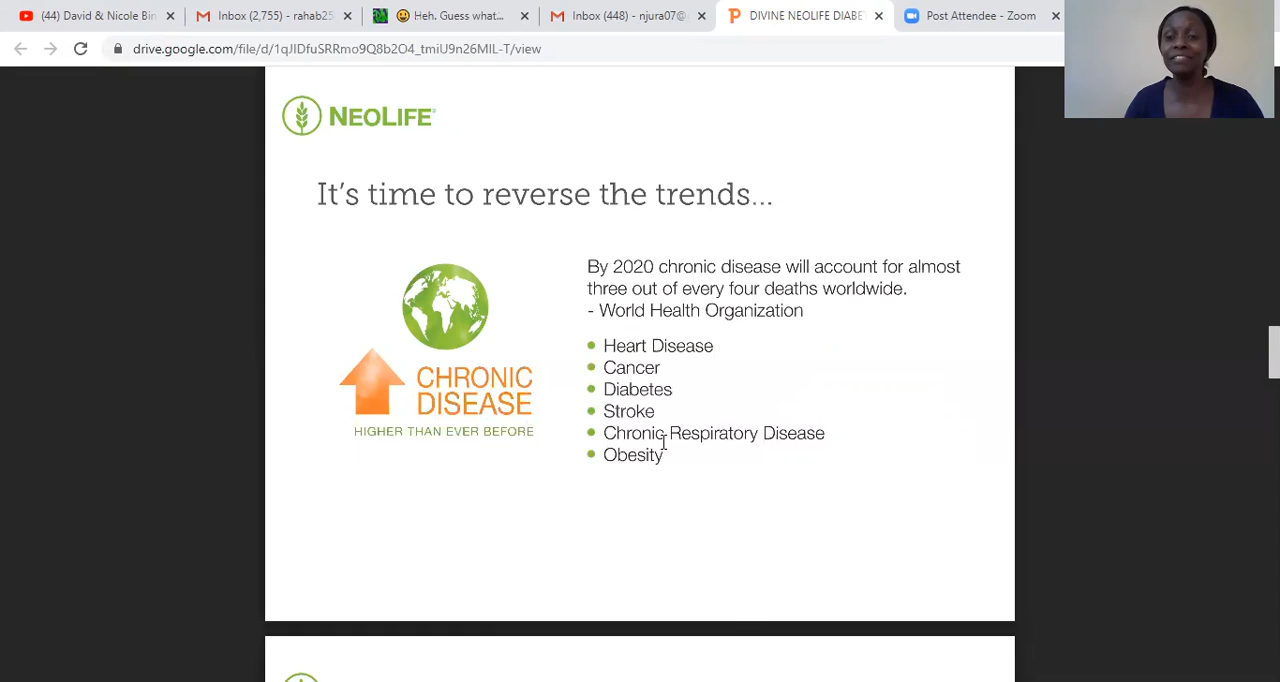 (44) David & Nicole Bin
Inbox (2,755) - rahab25
Heh. Guess what...
Inbox (448) - njura07@
DIVINE NEOLIFE DIABE
Post Attendee - Zoom
drive.google.com/file/d/1qJIDfuSRRmo9Q8b2O4_tmiU9n26MIL-T/view
NEOLIFE
It's time to reverse the trends...
By 2020 chronic disease will account for almost
three out of every four deaths worldwide.
- World Health Organization
• Heart Disease
• Cancer
• Diabetes
• Stroke
• Chronic Respiratory Disease
• Obesity
CHRONIC
DISEASE
HIGHER THAN EVER BEFORE